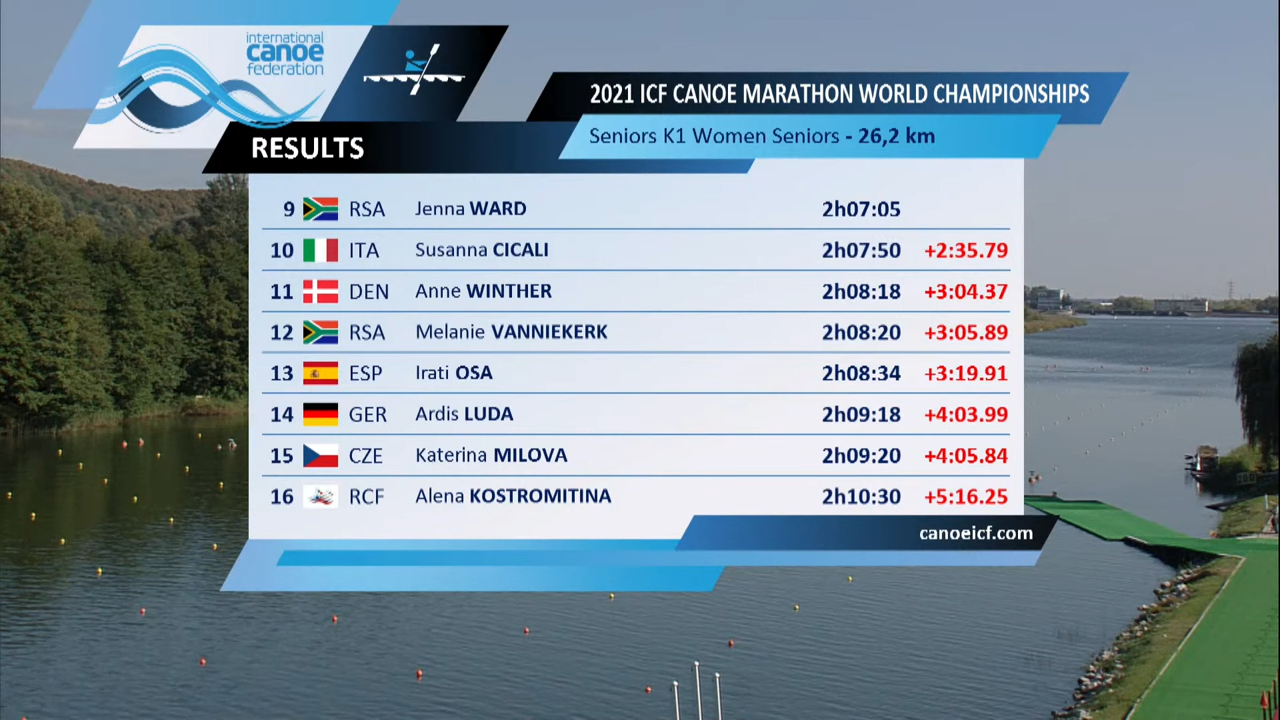 international
canoe
federation
2021 ICF CANOE MARATHON WORLD CHAMPIONSHIPS
Seniors K1 Women Seniors - 26,2 km
RESULTS
9 RSA Jenna WARD 2h07:05
10 ITA Susanna CICALI 2h07:50 +2:35.79
11 DEN Anne WINTHER 2h08:18 +3:04.37
12 RSA Melanie VANNIEKERK 2h08:20 +3:05.89
13 ESP Irati OSA 2h08:34 +3:19.91
14 GER Ardis LUDA 2h09:18 +4:03.99
15 CZE Katerina MILOVA 2h09:20 +4:05.84
16 RCF Alena KOSTROMITINA 2h10:30 +5:16.25
canoeicf.com